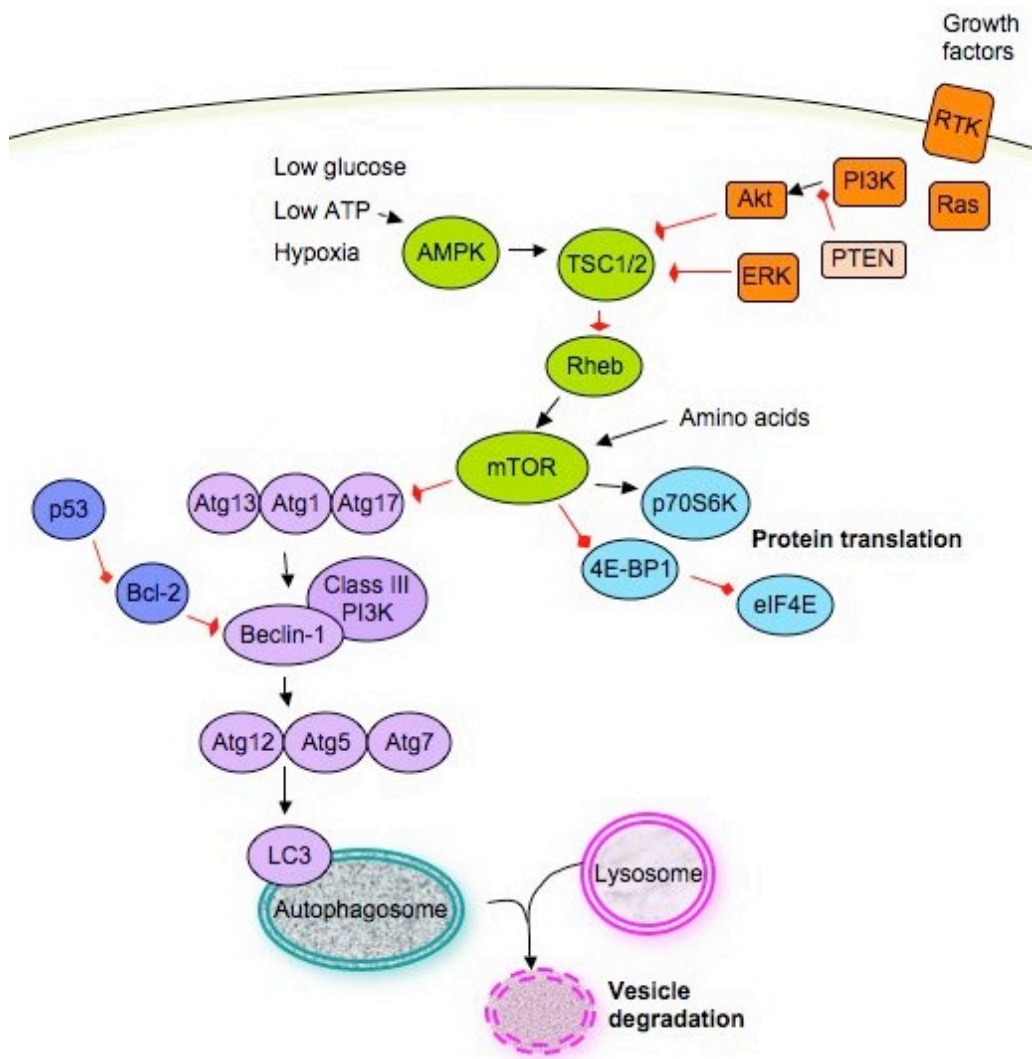 Growth
factors
RTK
Low glucose
Low ATP
Hypoxia
AMPK
TSC1/2
Akt
PI3K
Ras
PTEN
ERK
Rheb
Amino acids
mTOR
p70S6K
Protein translation
4E-BP1
eIF4E
Atg13
Atg1
Atg17
p53
Bcl-2
Class III
PI3K
Beclin-1
Atg12
Atg5
Atg7
LC3
Autophagosome
Lysosome
Vesicle
degradation